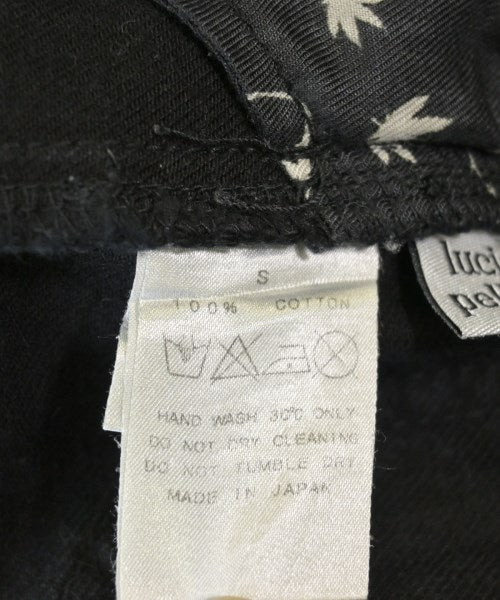 S
100% COTTON
HAND WASH 30°C ONLY
DO NOT DRY CLEANING
DO NOT TUMBLE DRY
MADE IN JAPAN